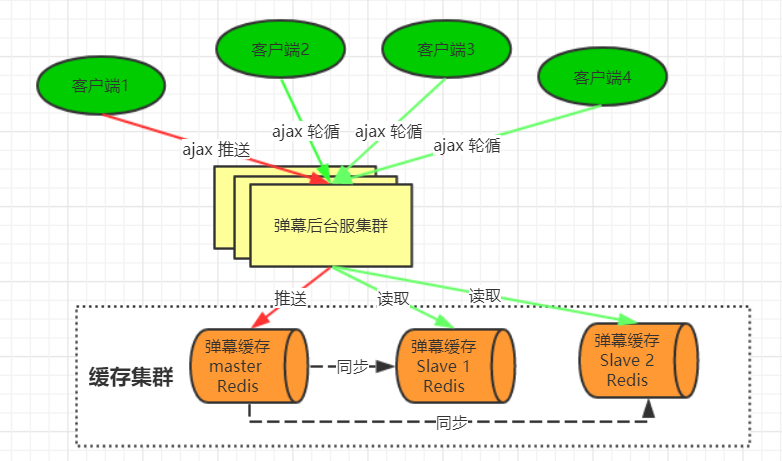 客户端1
客户端2
客户端3
客户端4
ajax 推送
ajax 轮循
ajax 轮循
ajax 轮循
弹幕后台服集群
推送
读取
读取
缓存集群
弹幕缓存
master
Redis
同步
弹幕缓存
Slave 1
Redis
弹幕缓存
Slave 2
Redis
同步